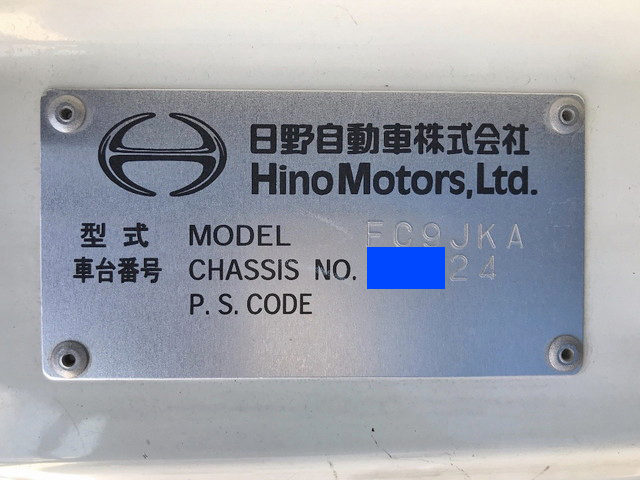 日野自動車株式会社
Hino Motors, Ltd.
型式 MODEL FC9JKA
車台番号 CHASSIS NO. 24
P. S. CODE